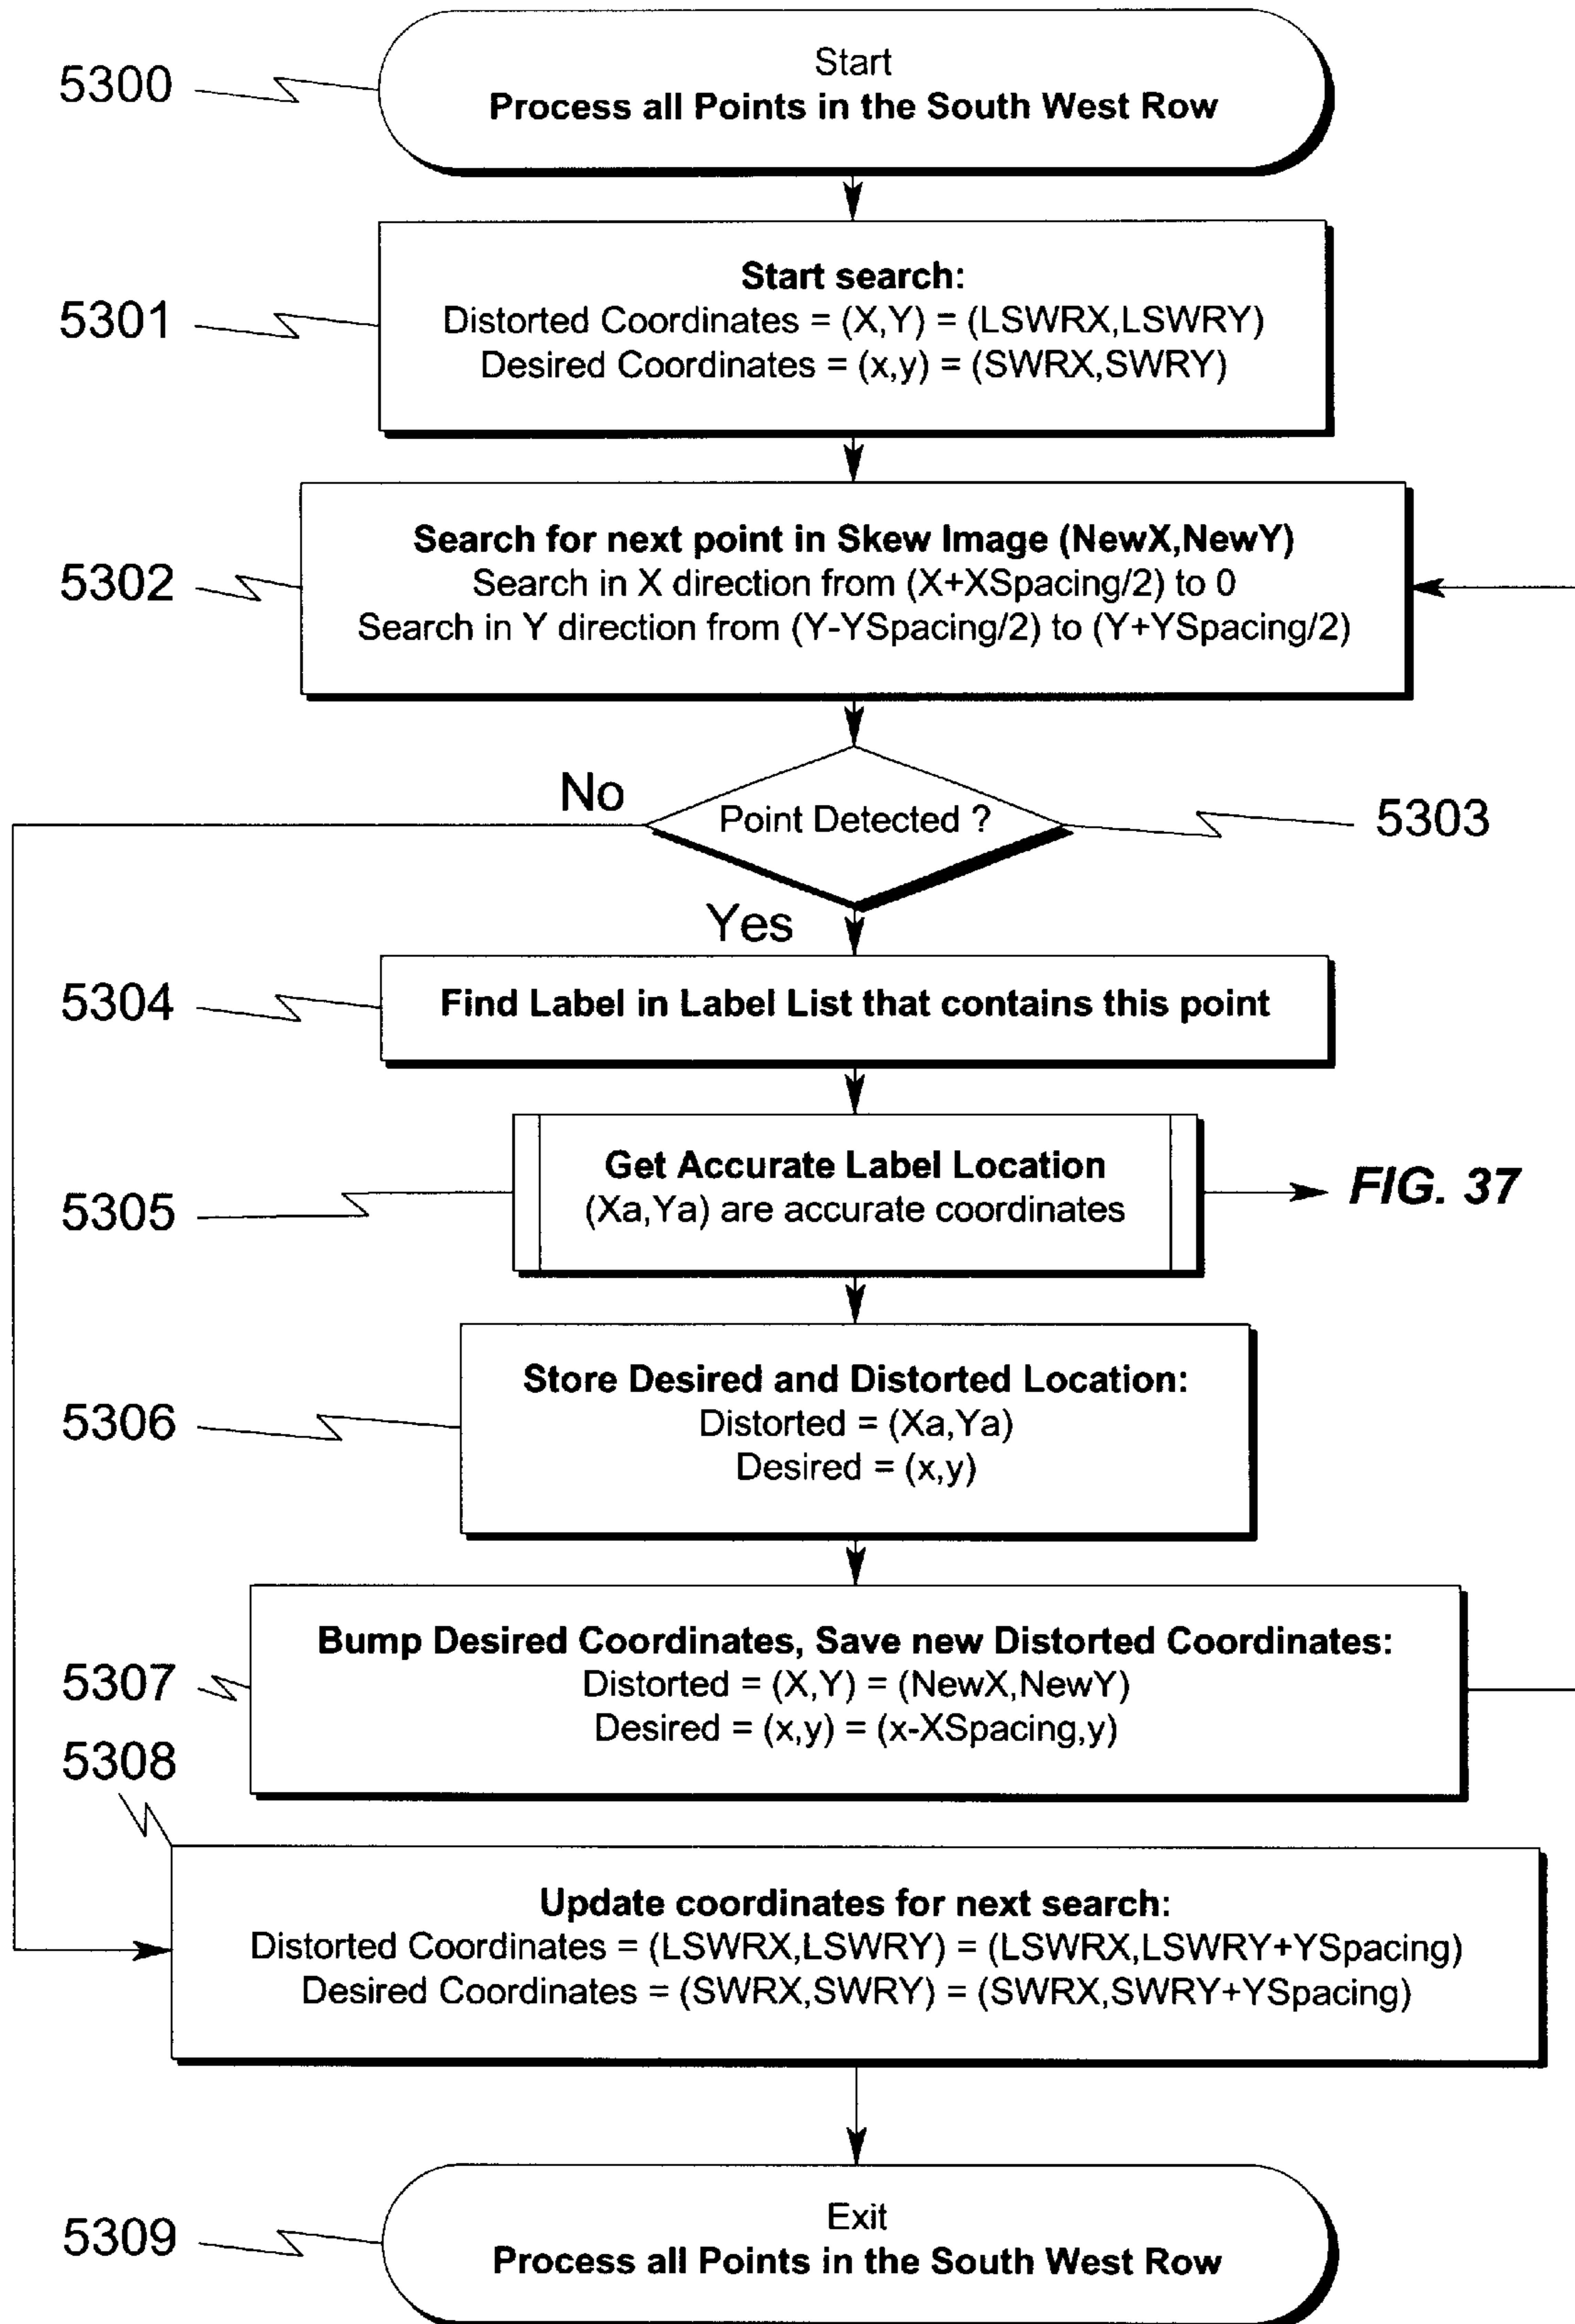 5300
Start
Process all Points in the South West Row
5301
Start search:
Distorted Coordinates = (X,Y) = (LSWRX,LSWRY)
Desired Coordinates = (x,y) = (SWRX,SWRY)
5302
Search for next point in Skew Image (NewX,NewY)
Search in X direction from (X+XSpacing/2) to 0
Search in Y direction from (Y-YSpacing/2) to (Y+YSpacing/2)
No
Point Detected ?
5303
Yes
5304
Find Label in Label List that contains this point
5305
Get Accurate Label Location
(Xa,Ya) are accurate coordinates
FIG. 37
5306
Store Desired and Distorted Location:
Distorted = (Xa,Ya)
Desired = (x,y)
5307
Bump Desired Coordinates, Save new Distorted Coordinates:
Distorted = (X,Y) = (NewX,NewY)
Desired = (x,y) = (x-XSpacing,y)
5308
Update coordinates for next search:
Distorted Coordinates = (LSWRX,LSWRY) = (LSWRX,LSWRY+YSpacing)
Desired Coordinates = (SWRX,SWRY) = (SWRX,SWRY+YSpacing)
5309
Exit
Process all Points in the South West Row